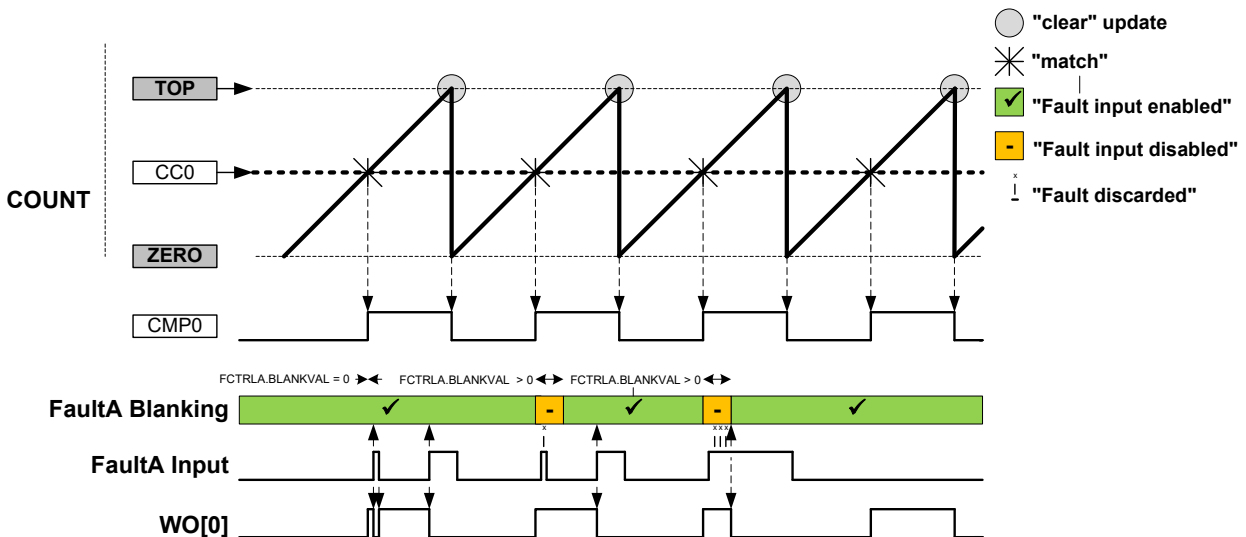 "clear" update
"match"
"Fault input enabled"
"Fault input disabled"
x
"Fault discarded"
TOP
CC0
COUNT
ZERO
CMP0
FCTRLA.BLANKVAL = 0 FCTRLA.BLANKVAL > 0 FCTRLA.BLANKVAL > 0
FaultA Blanking ✓ - ✓ - ✓
x xxx
FaultA Input
WO[0]